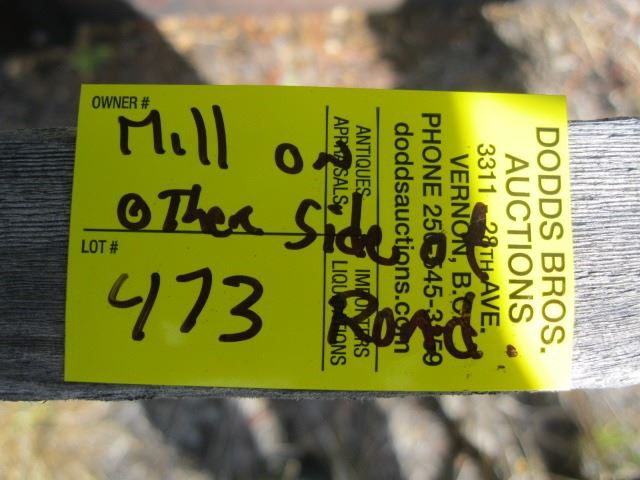 OWNER #
Mill on
other side of
Road.
LOT #
473
DODDS BROS.
AUCTIONS
3311 28TH AVE.
VERNON, B.C.
PHONE 250 545-3259
doddsauctions.com
ANTIQUES IMPORTERS
APPRAISALS LIQUIDATIONS